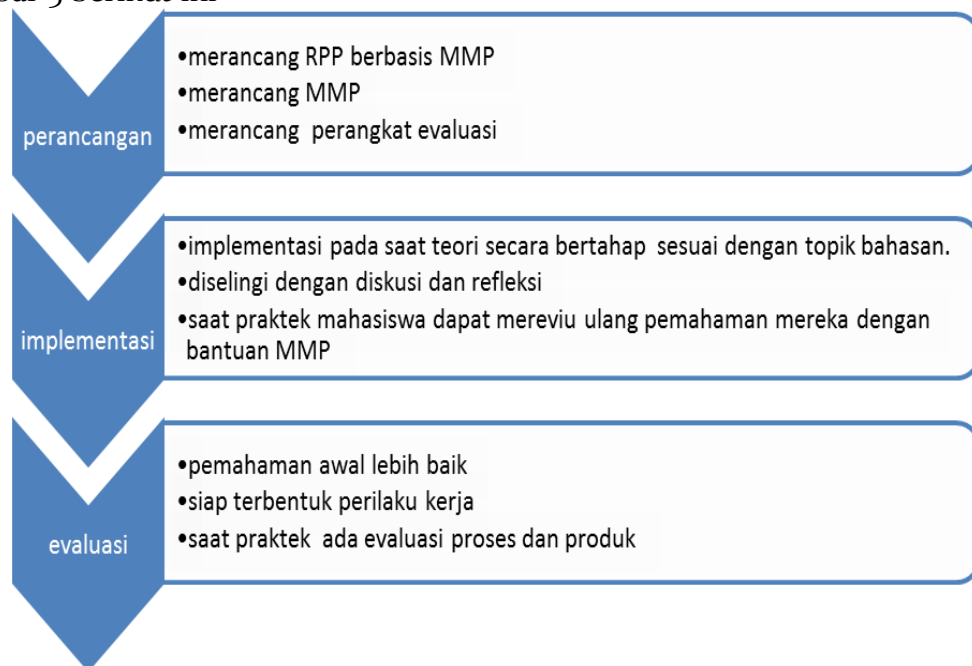 perancangan
•merancang RPP berbasis MMP
•merancang MMP
•merancang perangkat evaluasi
implementasi
•implementasi pada saat teori secara bertahap sesuai dengan topik bahasan.
•diselingi dengan diskusi dan refleksi
•saat praktek mahasiswa dapat mereviu ulang pemahaman mereka dengan
bantuan MMP
evaluasi
•pemahaman awal lebih baik
•siap terbentuk perilaku kerja
•saat praktek ada evaluasi proses dan produk